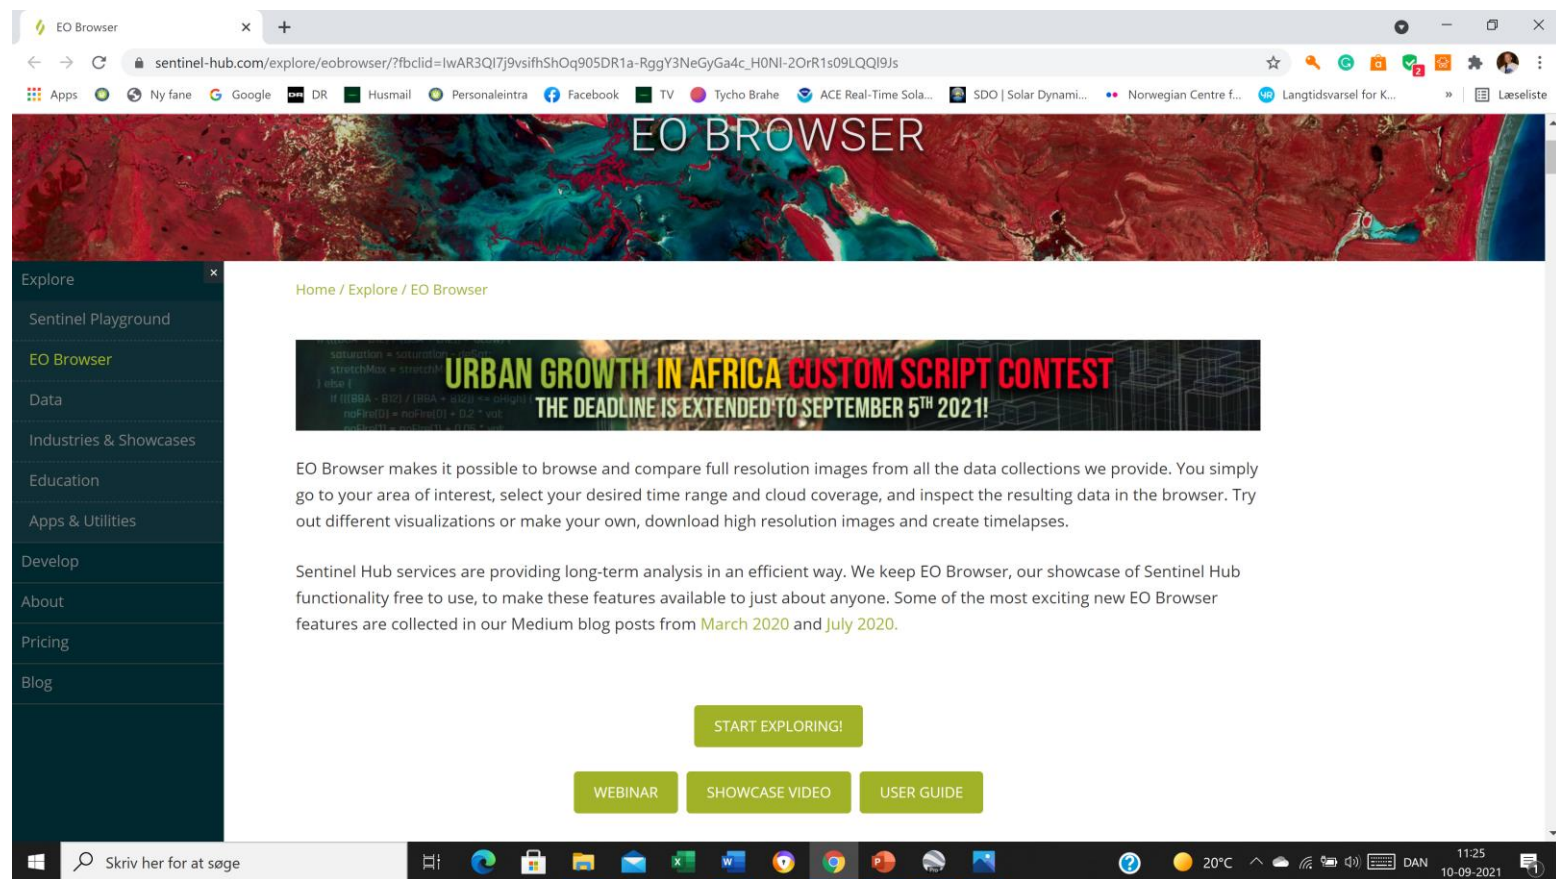 EO Browser
sentinel-hub.com/explore/eobrowser/?fbclid=IwAR3QI7j9vsifhShOq905DR1a-RggY3NeGyGa4c_H0NI-2OrR1s09LQQl9Js
2
Apps Ny fane Google DR Husmail Personaleintra Facebook TV Tycho Brahe ACE Real-Time Sola... SDO | Solar Dynami... Norwegian Centre f... Langtidsvarsel for K... » Læseliste
EO BROWSER
Explore
Sentinel Playground
EO Browser
Data
Industries & Showcases
Education
Apps & Utilities
Develop
About
Pricing
Blog
Home / Explore / EO Browser
URBAN GROWTH IN AFRICA CUSTOM SCRIPT CONTEST
THE DEADLINE IS EXTENDED TO SEPTEMBER 5TH 2021!
EO Browser makes it possible to browse and compare full resolution images from all the data collections we provide. You simply
go to your area of interest, select your desired time range and cloud coverage, and inspect the resulting data in the browser. Try
out different visualizations or make your own, download high resolution images and create timelapses.
Sentinel Hub services are providing long-term analysis in an efficient way. We keep EO Browser, our showcase of Sentinel Hub
functionality free to use, to make these features available to just about anyone. Some of the most exciting new EO Browser
features are collected in our Medium blog posts from March 2020 and July 2020.
START EXPLORING!
WEBINAR SHOWCASE VIDEO USER GUIDE
Skriv her for at søge
20°C
DAN
11:25
10-09-2021
1